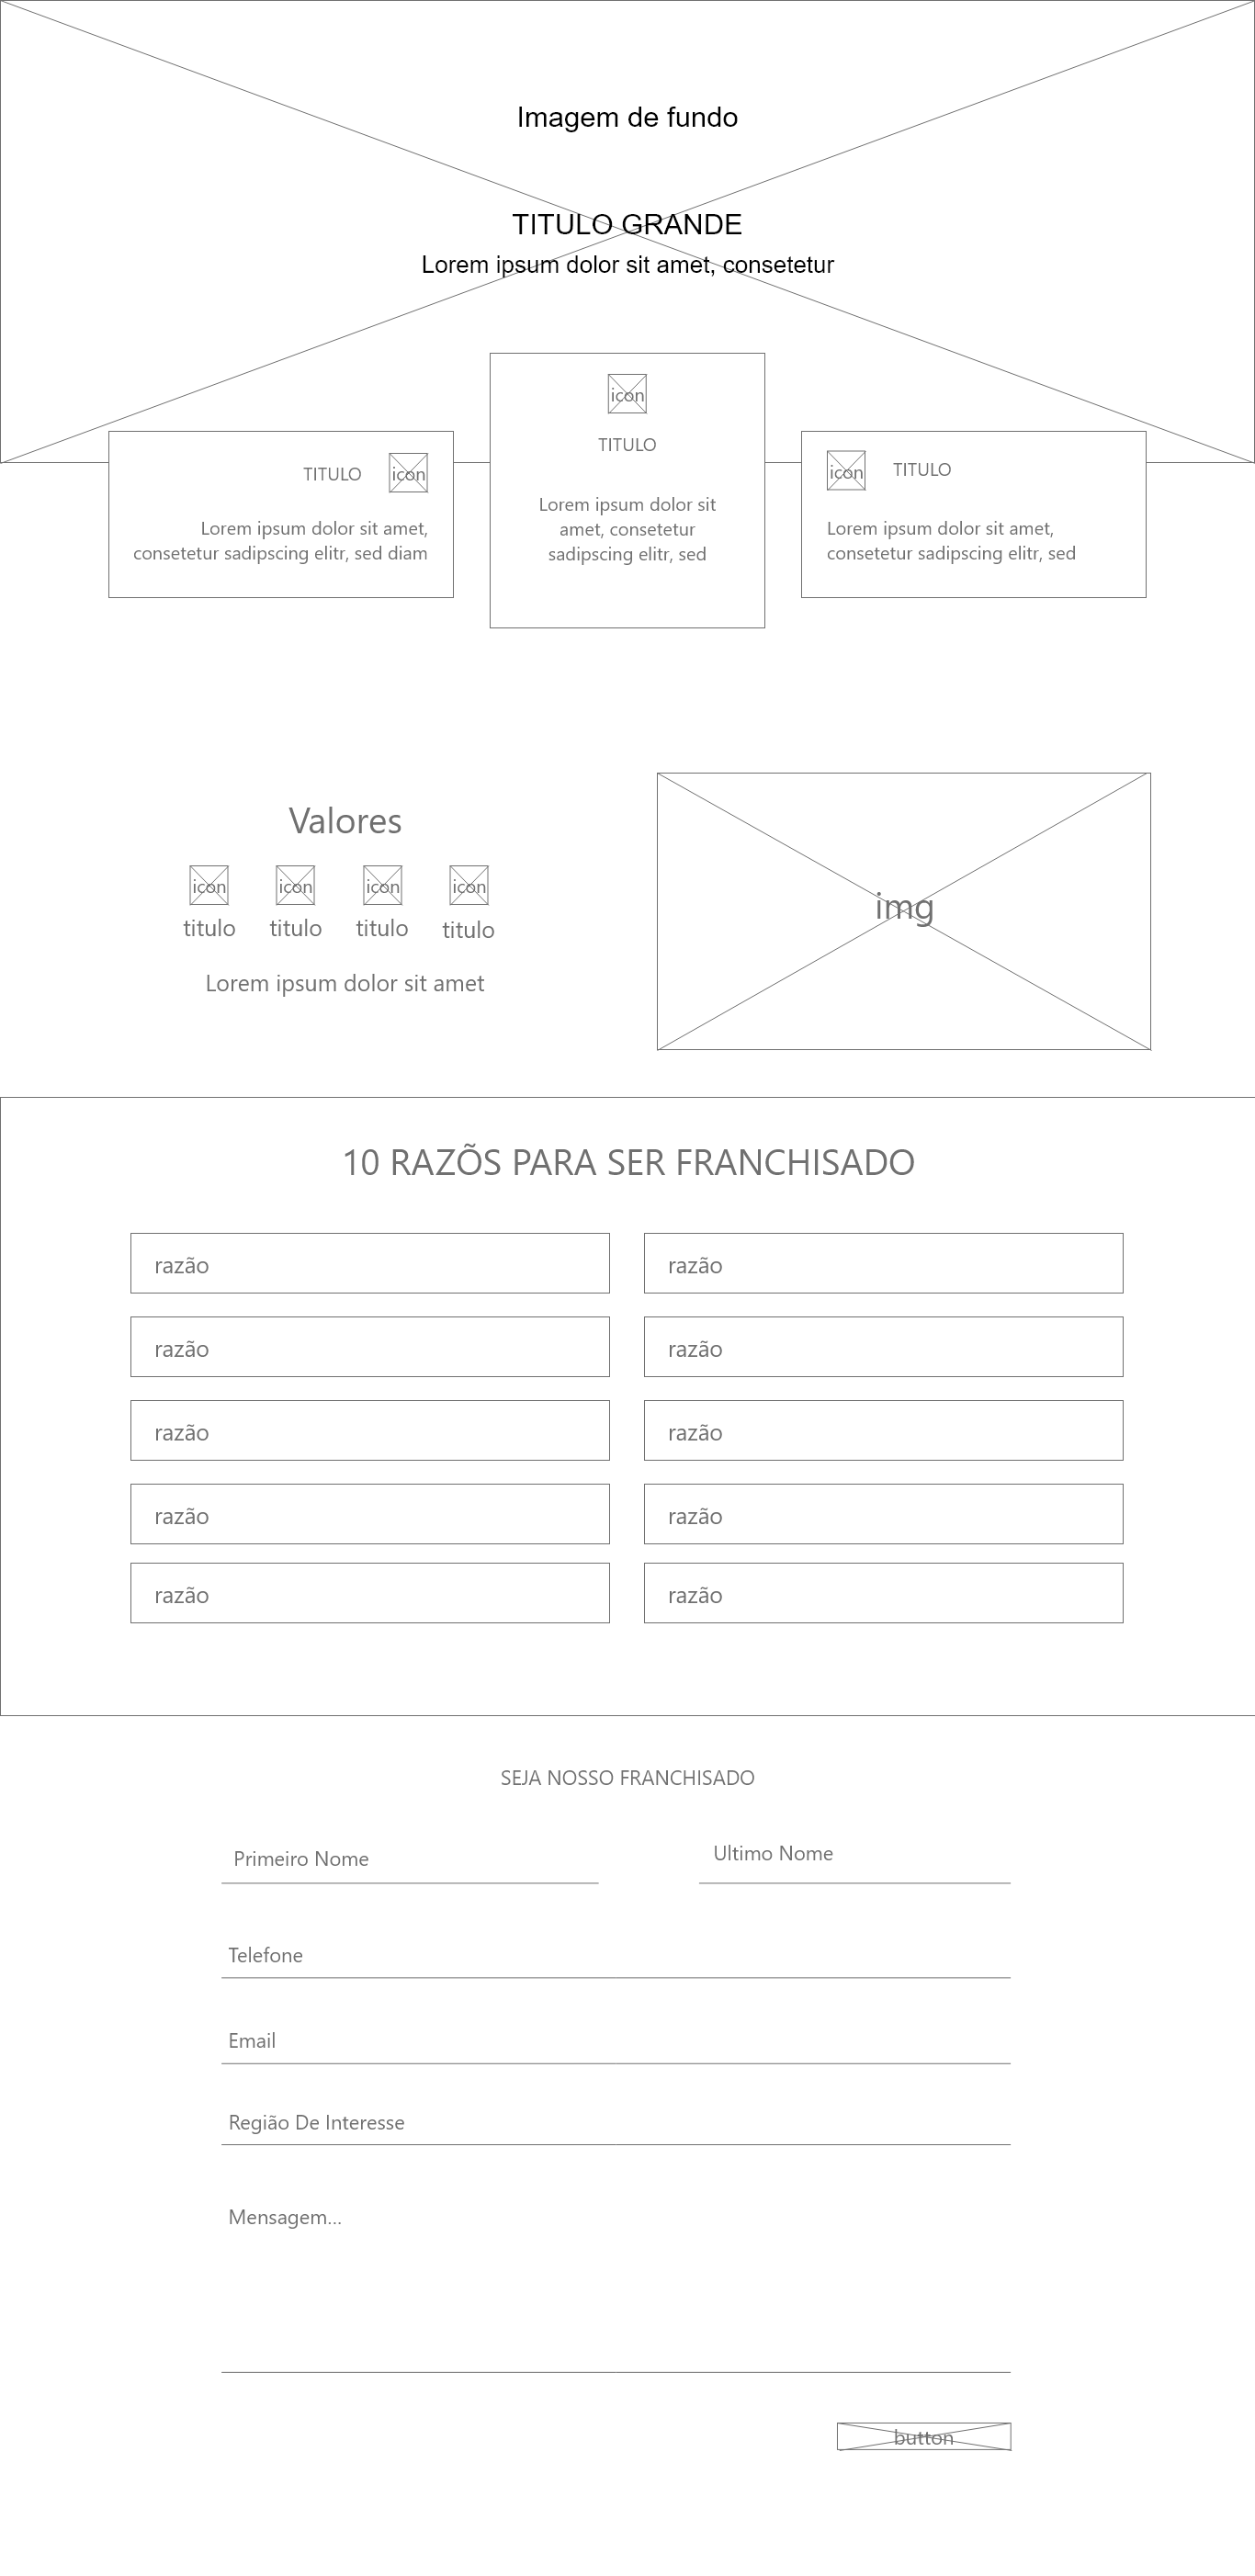 Imagem de fundo
TITULO GRANDE
Lorem ipsum dolor sit amet, consetetur
TITULO
icon
Lorem ipsum dolor sit amet,
consetetur sadipscing elitr, sed diam
icon
TITULO
Lorem ipsum dolor sit
amet, consetetur
sadipscing elitr, sed
icon
TITULO
Lorem ipsum dolor sit amet,
consetetur sadipscing elitr, sed
Valores
icon icon icon icon
titulo titulo titulo titulo
Lorem ipsum dolor sit amet
img
10 RAZÕS PARA SER FRANCHISADO
razão razão
razão razão
razão razão
razão razão
razão razão
SEJA NOSSO FRANCHISADO
Primeiro Nome
Ultimo Nome
Telefone
Email
Região De Interesse
Mensagem...
button